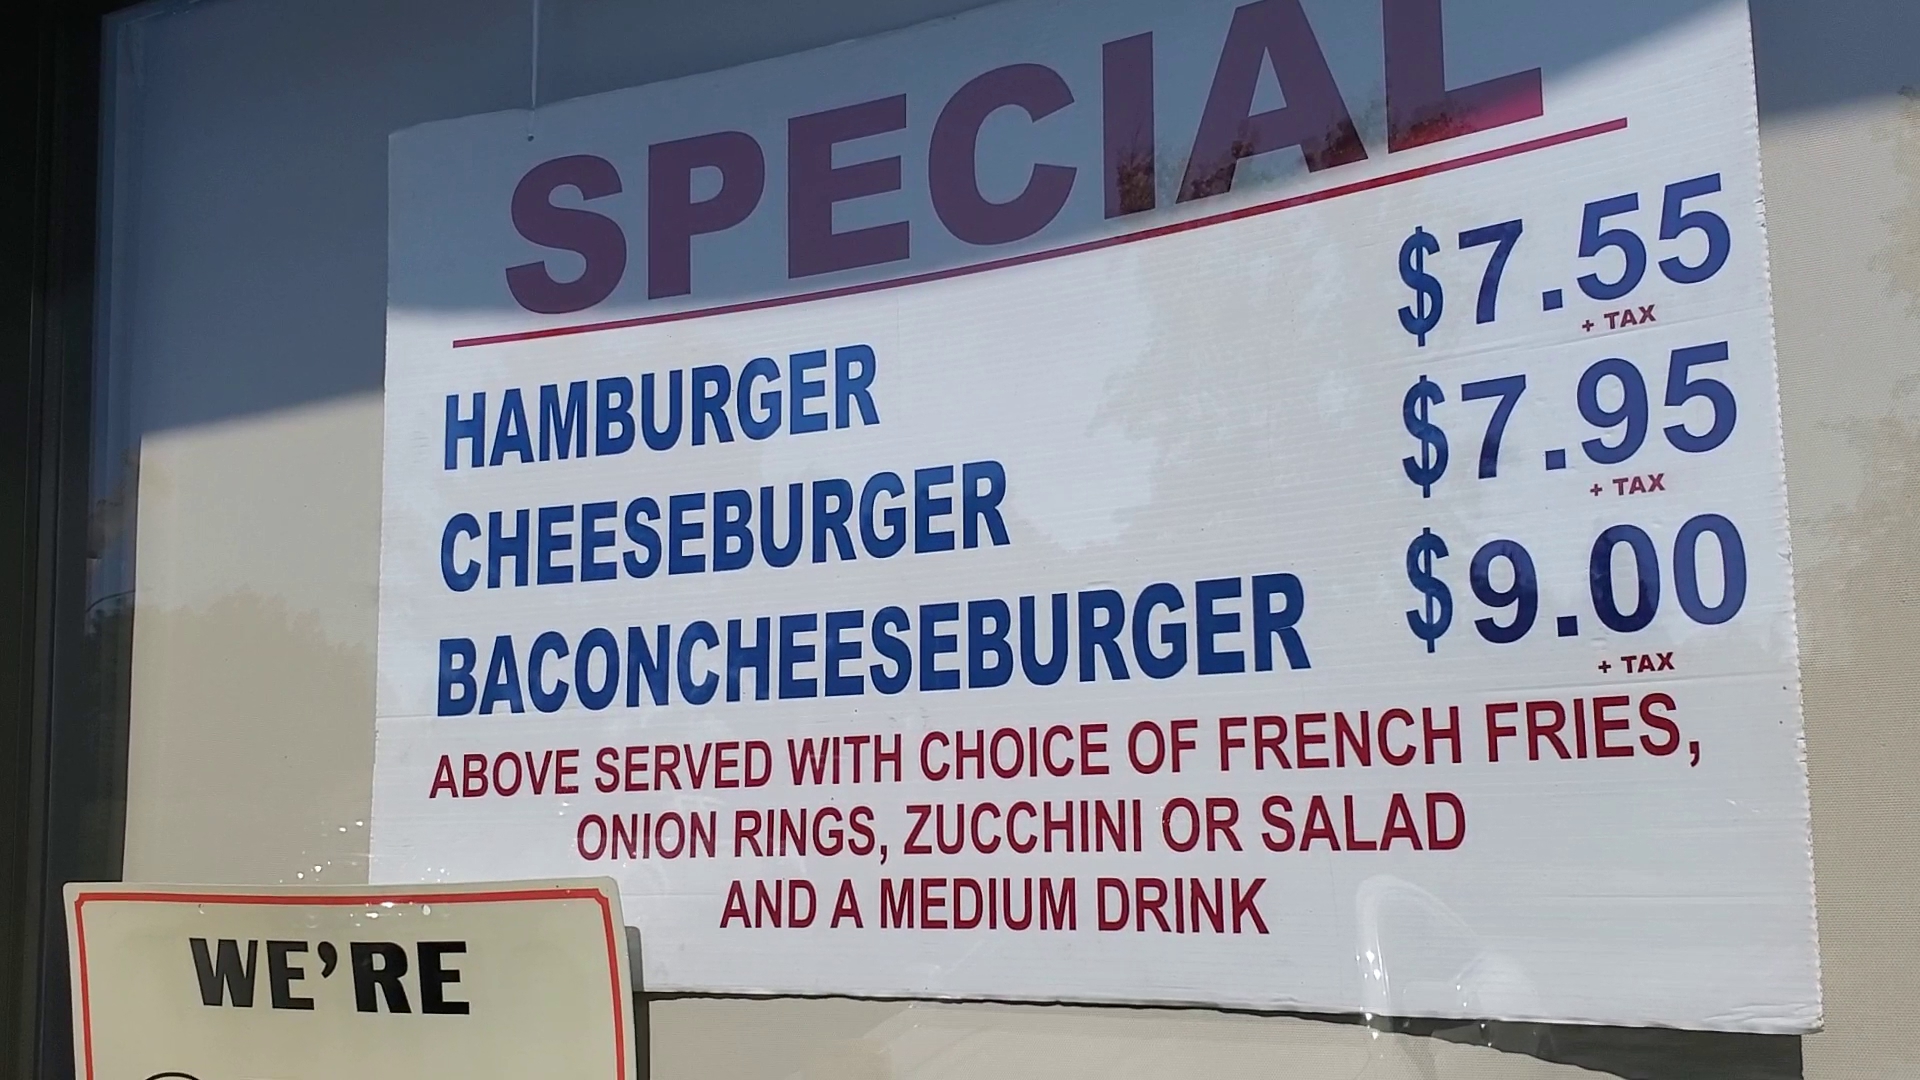 SPECIAL
HAMBURGER $7.55
+ TAX
CHEESEBURGER $7.95
+ TAX
BACONCHEESEBURGER $9.00
+ TAX
ABOVE SERVED WITH CHOICE OF FRENCH FRIES,
ONION RINGS, ZUCCHINI OR SALAD
AND A MEDIUM DRINK
WE'RE